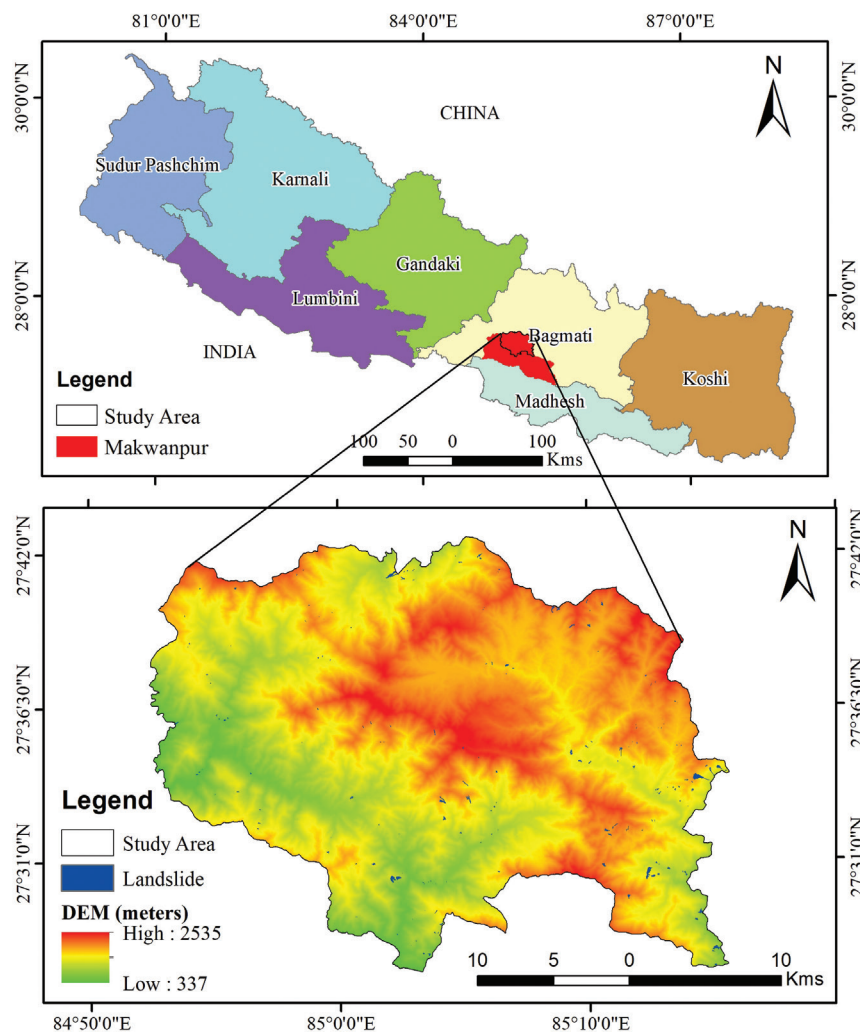 81°0'0"E 84°0'0"E 87°0'0"E
30°0'0"N
28°0'0"N
30°0'0"N
28°0'0"N
N
CHINA
Sudur Pashchim
Karnali
Gandaki
Lumbini
Bagmati
INDIA
Koshi
Madhesh
Legend
Study Area
Makwanpur
100 50 0 100
Kms
27°42'0"N
27°36'30"N
27°31'0"N
27°42'0"N
27°36'30"N
27°31'0"N
N
Legend
Study Area
Landslide
DEM (meters)
High : 2535
Low : 337
10 5 0 10
Kms
84°50'0"E 85°0'0"E 85°10'0"E